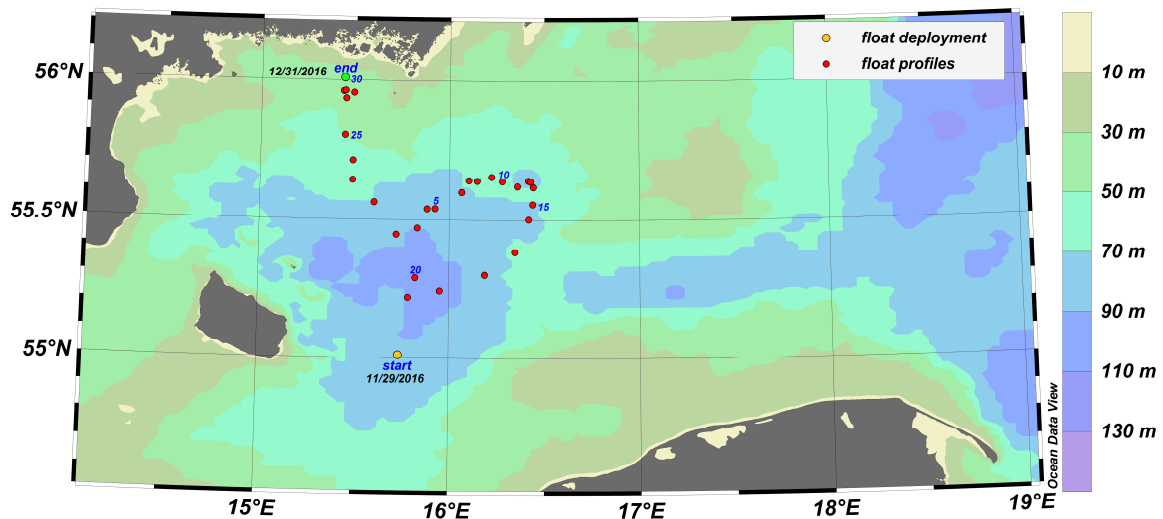 float deployment
float profiles
56°N
55.5°N
55°N
12/31/2016
end
30
25
10
5
15
20
start
11/29/2016
15°E
16°E
17°E
18°E
19°E
Ocean Data View
10 m
30 m
50 m
70 m
90 m
110 m
130 m